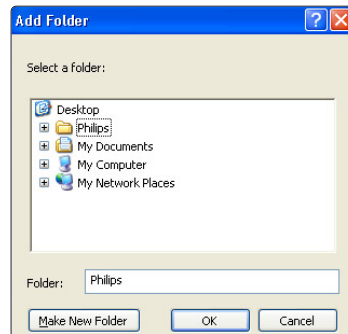 Add Folder
Select a folder:
Desktop
Philips
My Documents
My Computer
My Network Places
Folder: Philips
Make New Folder OK Cancel